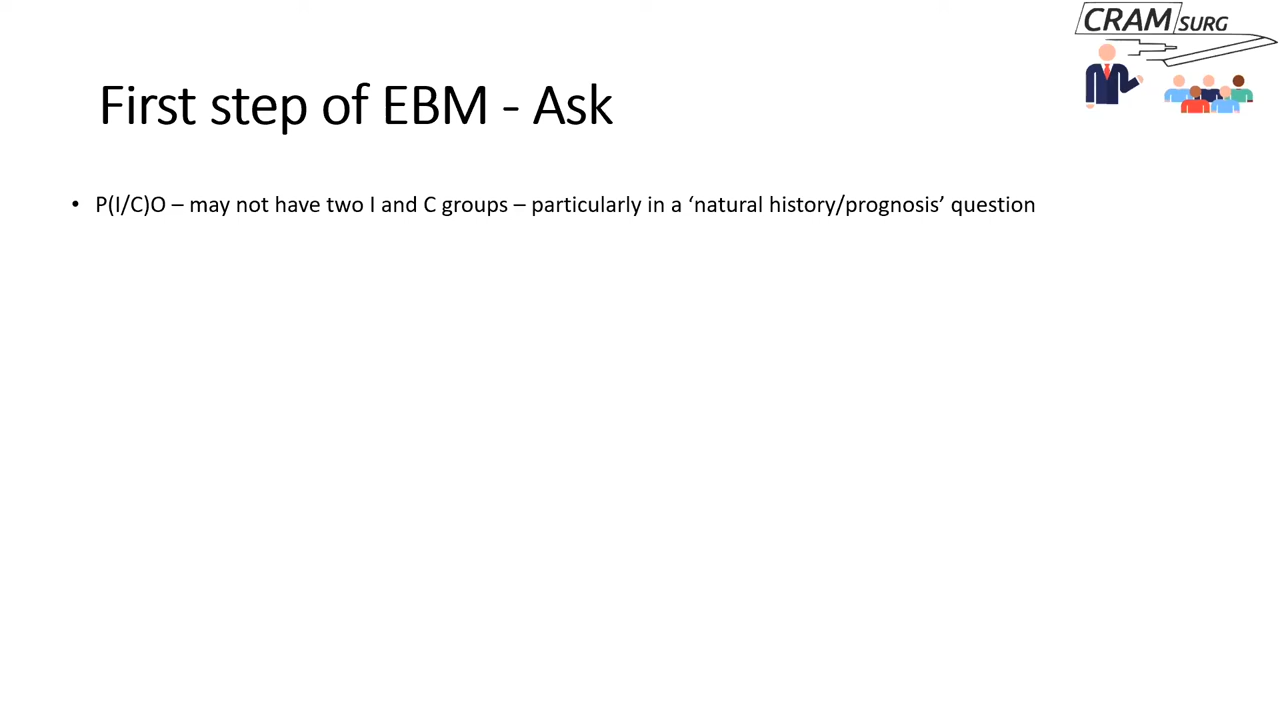 CRAM SURG
First step of EBM - Ask
• P(I/C)O – may not have two I and C groups – particularly in a ‘natural history/prognosis’ question